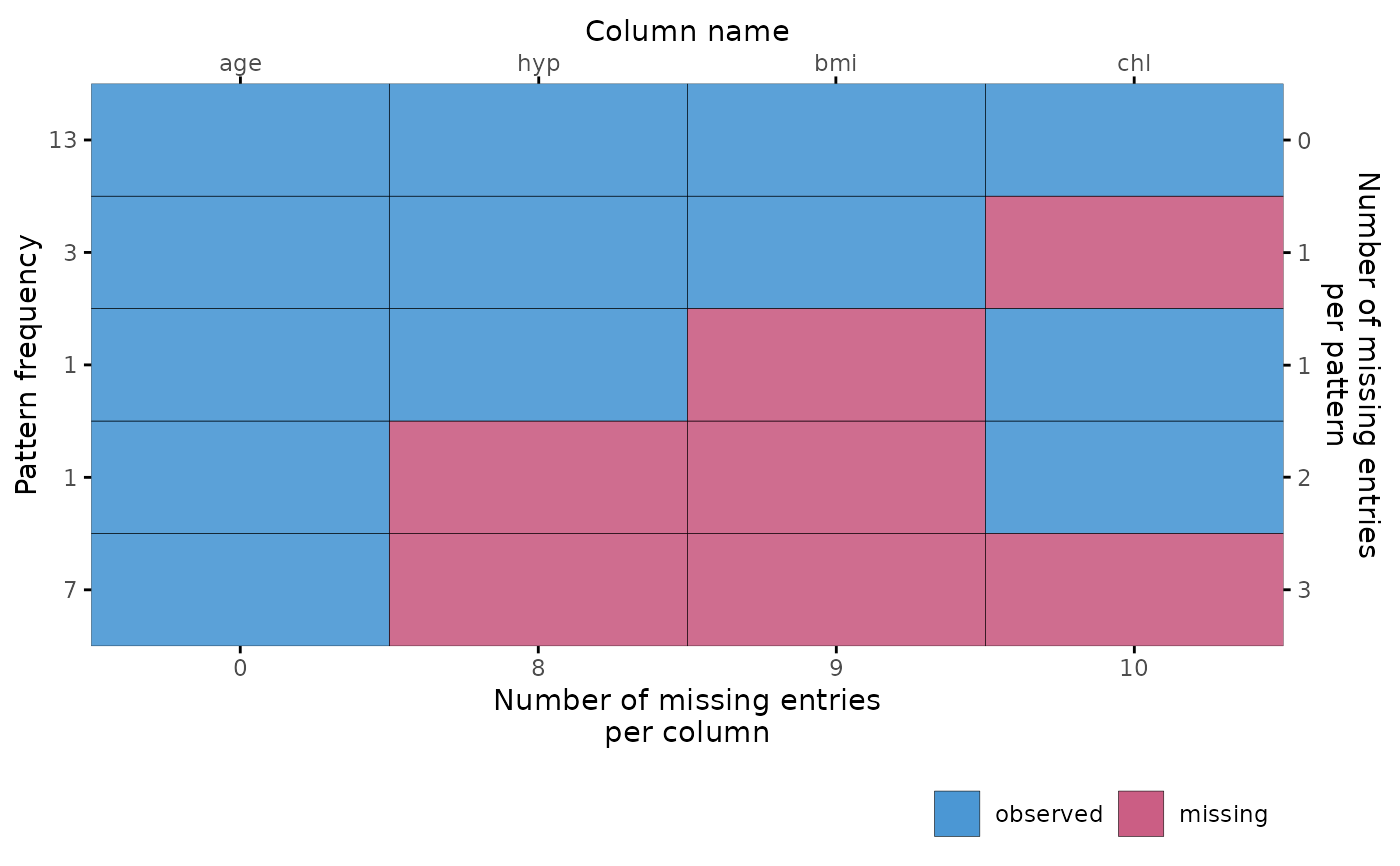 Column name
age hyp bmi chl
Pattern frequency
13 0
3 1
1 1
1 2
7 3
Number of missing entries
per pattern
0 8 9 10
Number of missing entries
per column
observed missing